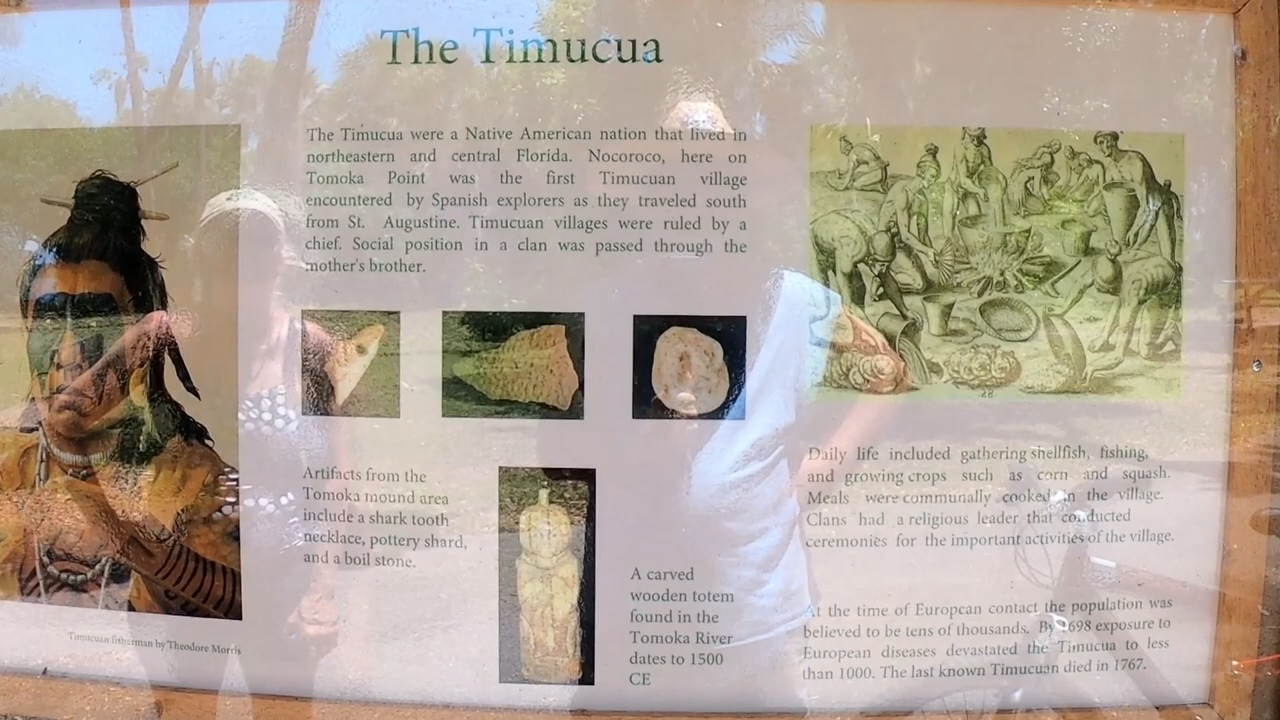 The Timucua
The Timucua were a Native American nation that lived in
northeastern and central Florida. Nocoroco, here on
Tomoka Point was the first Timucuan village
encountered by Spanish explorers as they traveled south
from St. Augustine. Timucuan villages were ruled by a
chief. Social position in a clan was passed through the
mother's brother.
Artifacts from the
Tomoka mound area
include a shark tooth
necklace, pottery shard,
and a boil stone.
A carved
wooden totem
found in the
Tomoka River
dates to 1500
CE
Daily life included gathering shellfish, fishing,
and growing crops such as corn and squash.
Meals were communally cooked in the village.
Clans had a religious leader that conducted
ceremonies for the important activities of the village.
At the time of European contact the population was
believed to be tens of thousands. By 1698 exposure to
European diseases devastated the Timucua to less
than 1000. The last known Timucuan died in 1767.
Timucuan fisherman by Theodore Morris